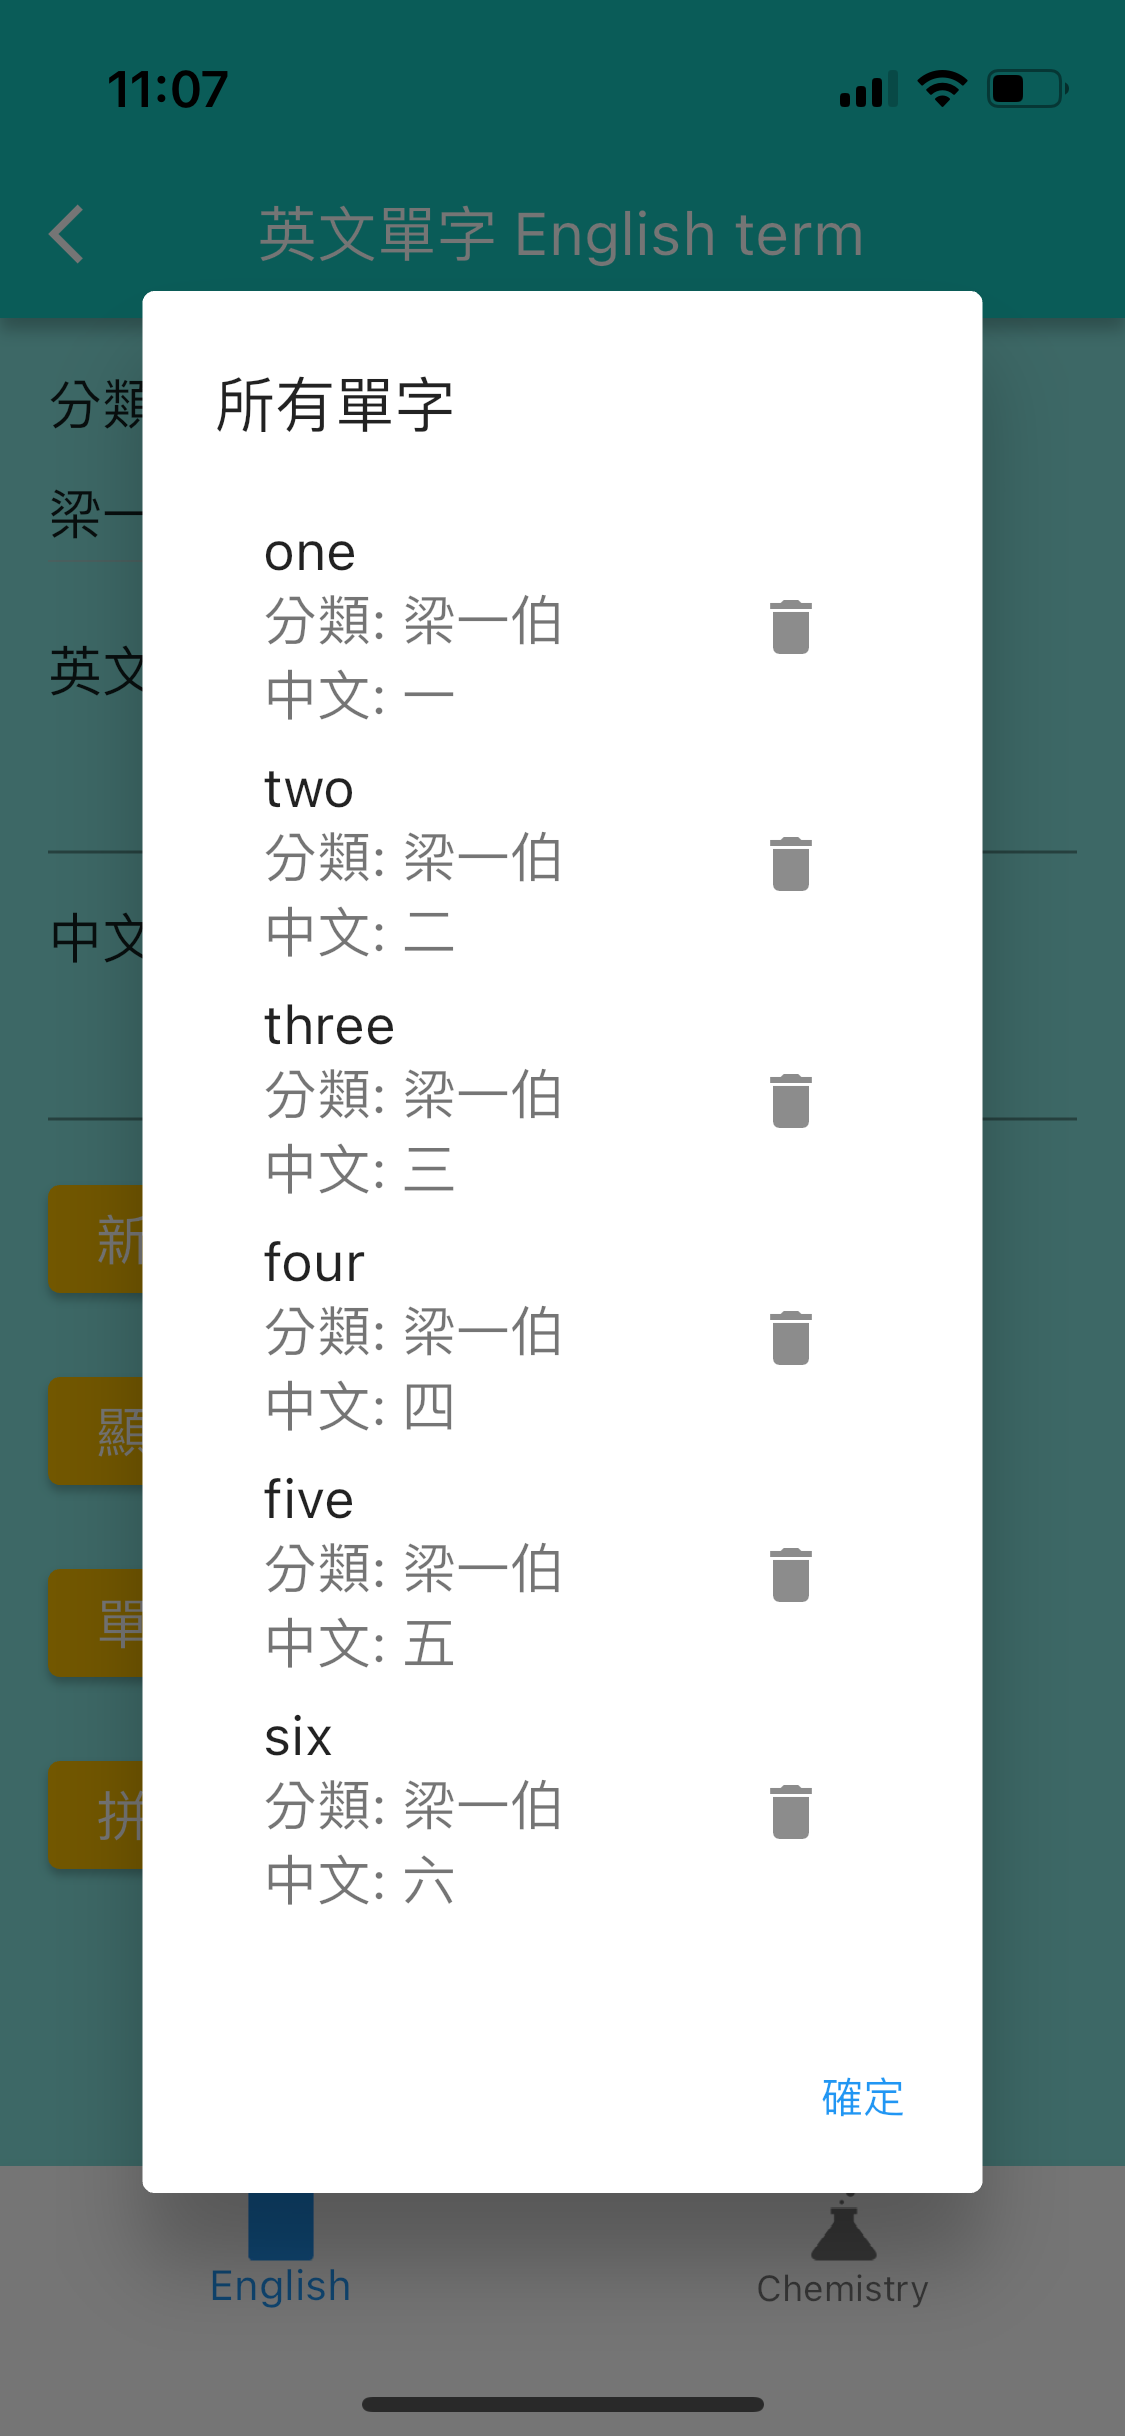 11:07
英文單字 English term
所有單字
one
分類: 梁一伯
中文: 一
two
分類: 梁一伯
中文: 二
three
分類: 梁一伯
中文: 三
four
分類: 梁一伯
中文: 四
five
分類: 梁一伯
中文: 五
six
分類: 梁一伯
中文: 六
確定
分類
梁一
英文
中文
新
顯
單
拼
English
Chemistry